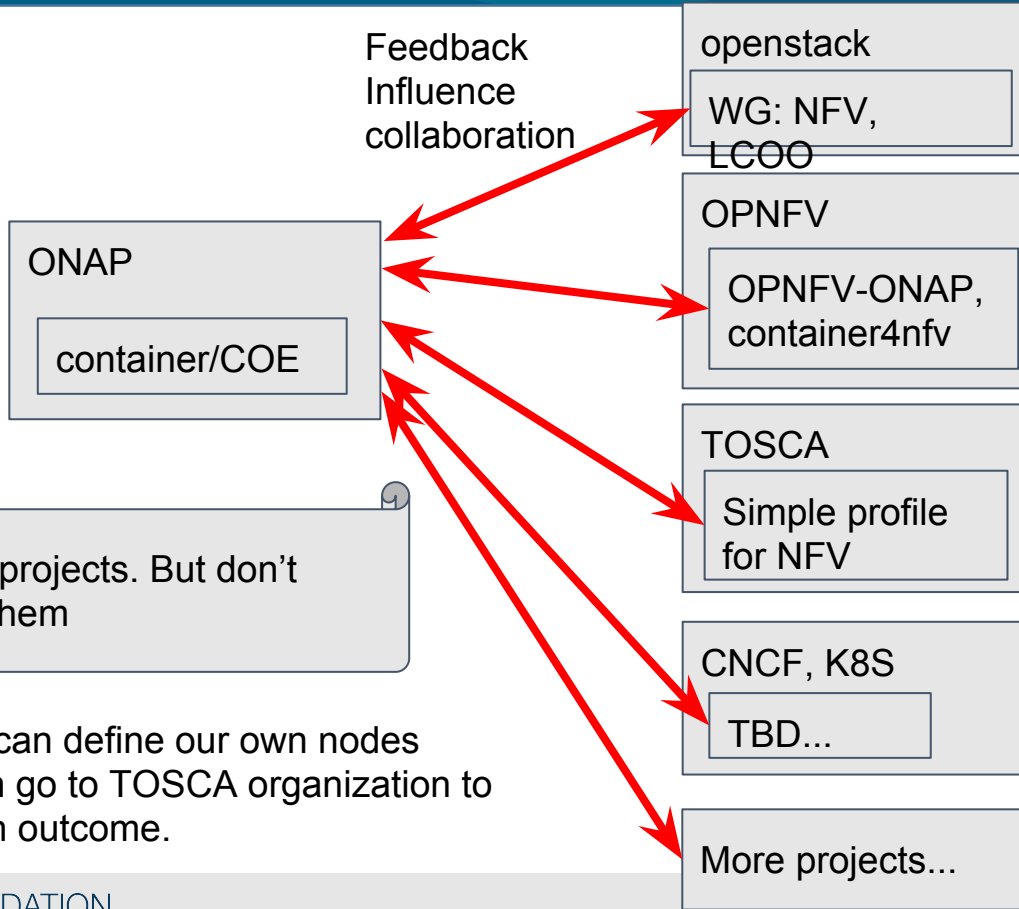 Feedback
Influence
collaboration
openstack
WG: NFV,
LCOO
ONAP
container/COE
OPNFV
OPNFV-ONAP,
container4nfv
TOSCA
Simple profile
for NFV
projects. But don’t
hem
CNCF, K8S
TBD...
can define our own nodes
go to TOSCA organization to
outcome.
More projects...
DATION